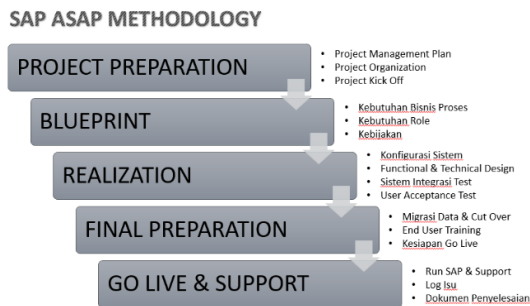 SAP ASAP METHODOLOGY
PROJECT PREPARATION
• Project Management Plan
• Project Organization
• Project Kick Off
BLUEPRINT
• Kebutuhan Bisnis Proses
• Kebutuhan Role
• Kebijakan
REALIZATION
• Konfigurasi Sistem
• Functional & Technical Design
• Sistem Integrasi Test
• User Acceptance Test
FINAL PREPARATION
• Migrasi Data & Cut Over
• End User Training
• Kesiapan Go Live
GO LIVE & SUPPORT
• Run SAP & Support
• Log Isu
• Dokumen Penyelesaian